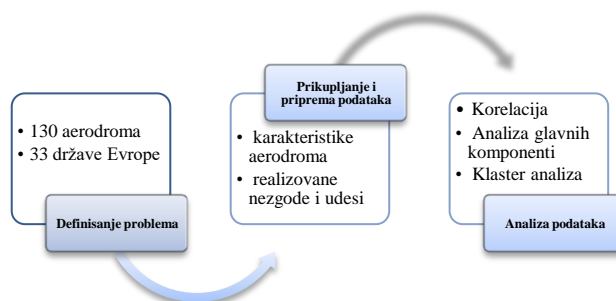 • 130 aerodroma
• 33 države Evrope
Definisanje problema
Prikupljanje i
priprema podataka
• karakteristike
aerodroma
• realizovane
nezgode i udesi
• Korelacija
• Analiza glavnih
komponenti
• Klaster analiza
Analiza podataka